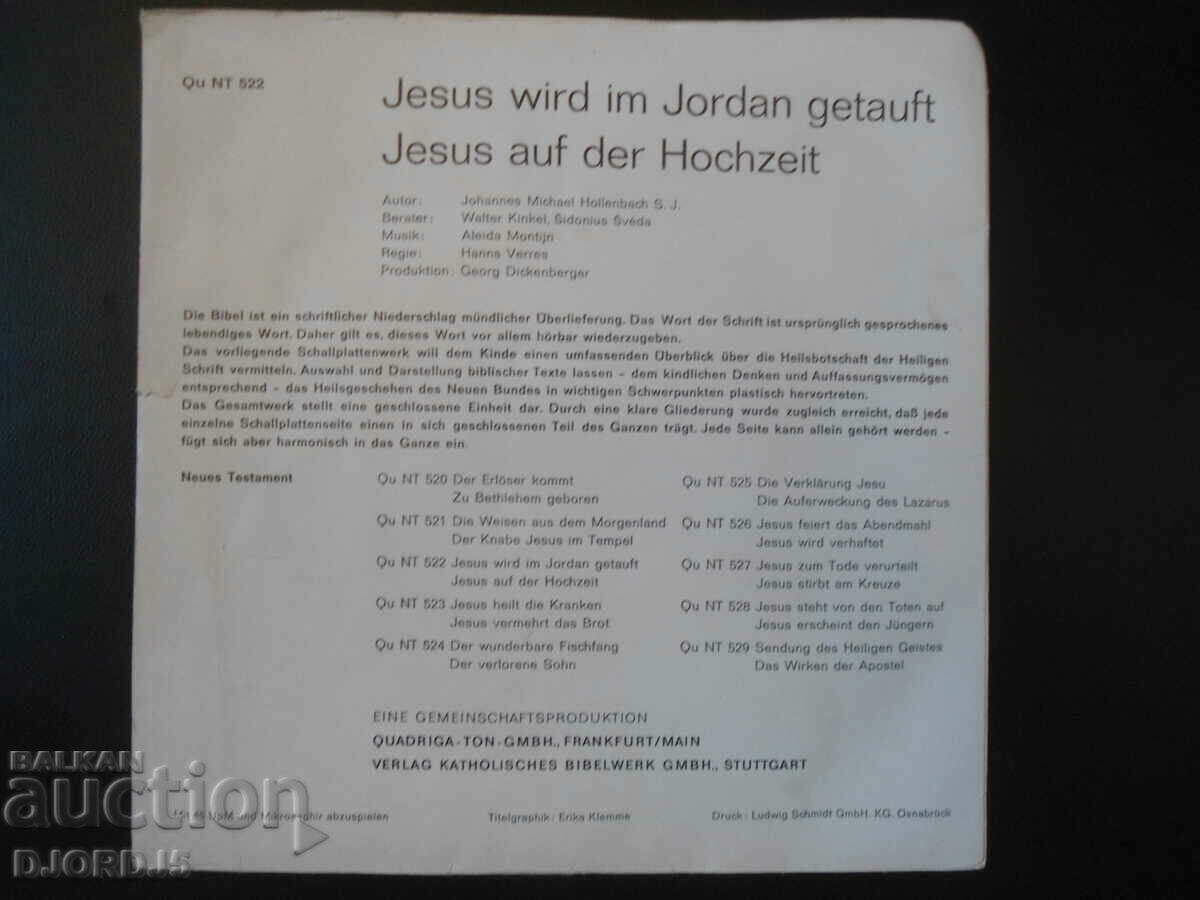 Qu NT 522
Jesus wird im Jordan getauft
Jesus auf der Hochzeit
Autor: Johannes Michael Hollenbach S. J.
Berater: Walter Kinkel, Sidonius Švéda
Musik: Aleida Montijn
Regie: Hanns Verres
Produktion: Georg Dickenberger
Die Bibel ist ein schriftlicher Niederschlag mündlicher Überlieferung. Das Wort der Schrift ist ursprünglich gesprochenes
lebendiges Wort. Daher gilt es, dieses Wort vor allem hörbar wiederzugeben.
Das vorliegende Schallplattenwerk will dem Kinde einen umfassenden Überblick über die Heilsbotschaft der Heiligen
Schrift vermitteln. Auswahl und Darstellung biblischer Texte lassen - dem kindlichen Denken und Auffassungsvermögen
entsprechend - das Heilsgeschehen des Neuen Bundes in wichtigen Schwerpunkten plastisch hervortreten.
Das Gesamtwerk stellt eine geschlossene Einheit dar. Durch eine klare Gliederung wurde zugleich erreicht, daß jede
einzelne Schallplattenseite einen in sich geschlossenen Teil des Ganzen trägt. Jede Seite kann allein gehört werden -
fügt sich aber harmonisch in das Ganze ein.
Neues Testament
Qu NT 520 Der Erlöser kommt
Zu Bethlehem geboren
Qu NT 521 Die Weisen aus dem Morgenland
Der Knabe Jesus im Tempel
Qu NT 522 Jesus wird im Jordan getauft
Jesus auf der Hochzeit
Qu NT 523 Jesus heilt die Kranken
Jesus vermehrt das Brot
Qu NT 524 Der wunderbare Fischfang
Der verlorene Sohn
Qu NT 525 Die Verklärung Jesu
Die Auferweckung des Lazarus
Qu NT 526 Jesus feiert das Abendmahl
Jesus wird verhaftet
Qu NT 527 Jesus zum Tode verurteilt
Jesus stirbt am Kreuze
Qu NT 528 Jesus steht von den Toten auf
Jesus erscheint den Jüngern
Qu NT 529 Sendung des Heiligen Geistes
Das Wirken der Apostel
EINE GEMEINSCHAFTSPRODUKTION
QUADRIGA-TON-GMBH., FRANKFURT/MAIN
VERLAG KATHOLISCHES BIBELWERK GMBH., STUTTGART
Mit 45 UpM und Mikrosaphir abzuspielen
Titelgraphik: Erika Klemme
Druck: Ludwig Schmidt GmbH. KG. Osnabrück
BALKAN
auction
DJORDJ5